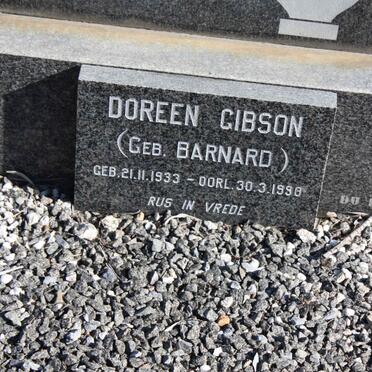 DOREEN GIBSON
(GEB. BARNARD)
GEB. 21.11.1933 - OORL. 30.3.1998
RUS IN VREDE